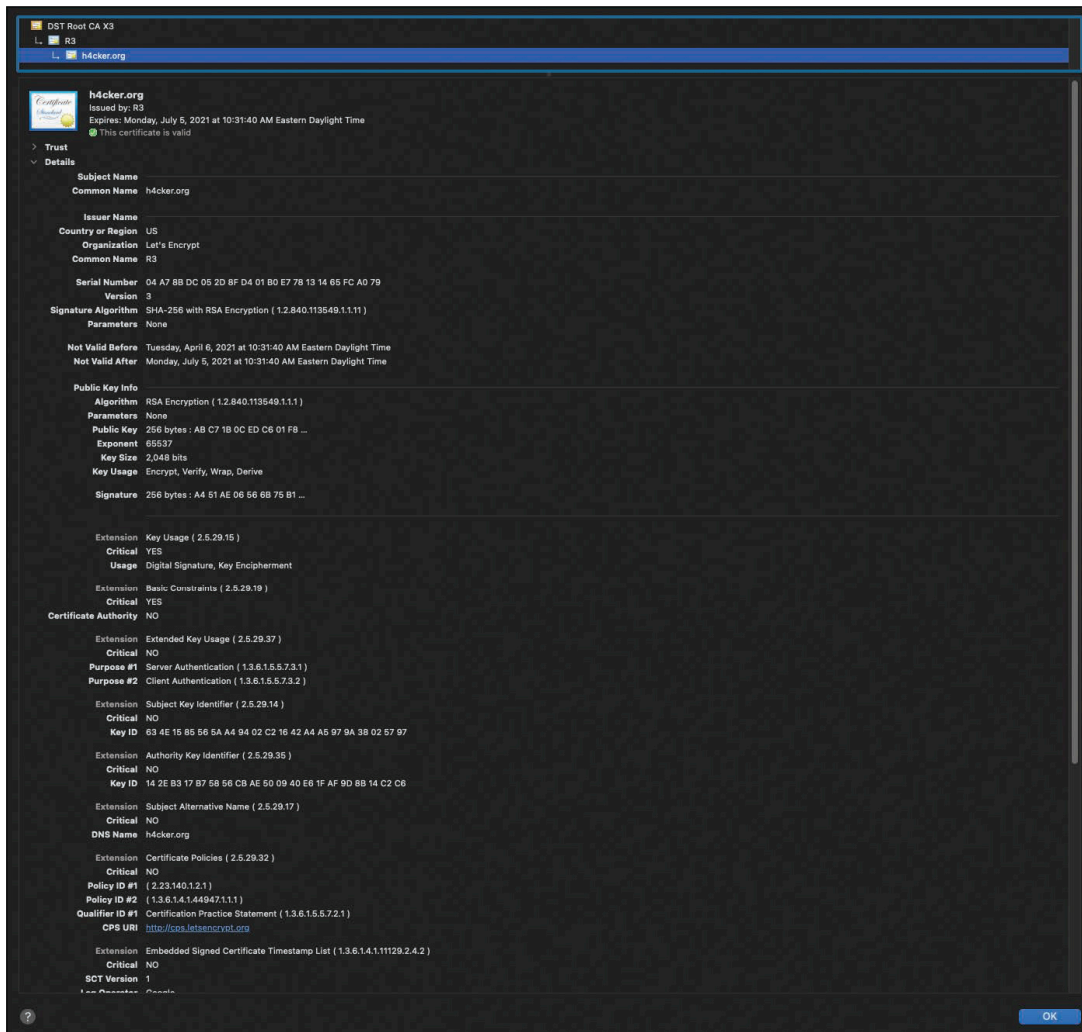 DST Root CA X3
R3
h4cker.org
Certificate
Standard
h4cker.org
Issued by: R3
Expires: Monday, July 5, 2021 at 10:31:40 AM Eastern Daylight Time
This certificate is valid
> Trust
Details
Subject Name
Common Name h4cker.org
Issuer Name
Country or Region US
Organization Let's Encrypt
Common Name R3
Serial Number 04 A7 8B DC 05 2D 8F D4 01 B0 E7 78 13 14 65 FC A0 79
Version 3
Signature Algorithm SHA-256 with RSA Encryption ( 1.2.840.113549.1.1.11 )
Parameters None
Not Valid Before Tuesday, April 6, 2021 at 10:31:40 AM Eastern Daylight Time
Not Valid After Monday, July 5, 2021 at 10:31:40 AM Eastern Daylight Time
Public Key Info
Algorithm RSA Encryption ( 1.2.840.113549.1.1.1 )
Parameters None
Public Key 256 bytes : AB C7 1B 0C ED C6 01 F8 ...
Exponent 65537
Key Size 2,048 bits
Key Usage Encrypt, Verify, Wrap, Derive
Signature 256 bytes : A4 51 AE 06 56 6B 75 B1 ...
Extension Key Usage ( 2.5.29.15 )
Critical YES
Usage Digital Signature, Key Encipherment
Extension Basic Constraints ( 2.5.29.19 )
Critical YES
Certificate Authority NO
Extension Extended Key Usage ( 2.5.29.37 )
Critical NO
Purpose #1 Server Authentication ( 1.3.6.1.5.5.7.3.1 )
Purpose #2 Client Authentication ( 1.3.6.1.5.5.7.3.2 )
Extension Subject Key Identifier ( 2.5.29.14 )
Critical NO
Key ID 63 4E 15 85 56 5A A4 94 02 C2 16 42 A4 A5 97 9A 38 02 57 97
Extension Authority Key Identifier ( 2.5.29.35 )
Critical NO
Key ID 14 2E B3 17 B7 58 56 CB AE 50 09 40 E6 1F AF 9D 8B 14 C2 C6
Extension Subject Alternative Name ( 2.5.29.17 )
Critical NO
DNS Name h4cker.org
Extension Certificate Policies ( 2.5.29.32 )
Critical NO
Policy ID #1 ( 2.23.140.1.2.1 )
Policy ID #2 ( 1.3.6.1.4.1.44947.1.1.1 )
Qualifier ID #1 Certification Practice Statement ( 1.3.6.1.5.5.7.2.1 )
CPS URI http://cps.letsencrypt.org
Extension Embedded Signed Certificate Timestamp List ( 1.3.6.1.4.1.11129.2.4.2 )
Critical NO
SCT Version 1
Log Operator Google
?
OK